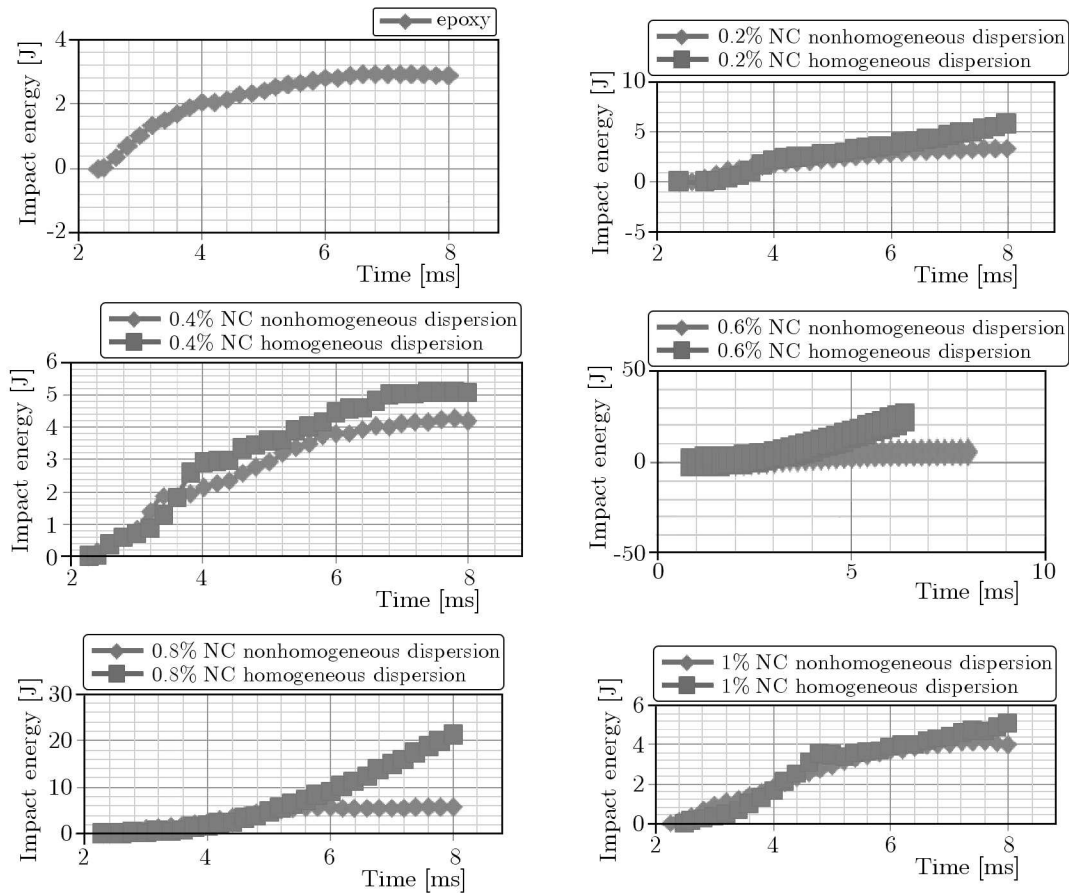 epoxy
Impact energy [J]
4
2
0
-2
2 4 6 8
Time [ms]
0.2% NC nonhomogeneous dispersion
0.2% NC homogeneous dispersion
Impact energy [J]
10
5
0
-5
2 4 6 8
Time [ms]
0.4% NC nonhomogeneous dispersion
0.4% NC homogeneous dispersion
Impact energy [J]
6
5
4
3
2
1
0
2 4 6 8
Time [ms]
0.6% NC nonhomogeneous dispersion
0.6% NC homogeneous dispersion
Impact energy [J]
50
0
-50
0 5 10
Time [ms]
0.8% NC nonhomogeneous dispersion
0.8% NC homogeneous dispersion
Impact energy [J]
30
20
10
0
2 4 6 8
Time [ms]
1% NC nonhomogeneous dispersion
1% NC homogeneous dispersion
Impact energy [J]
6
4
2
0
2 4 6 8
Time [ms]